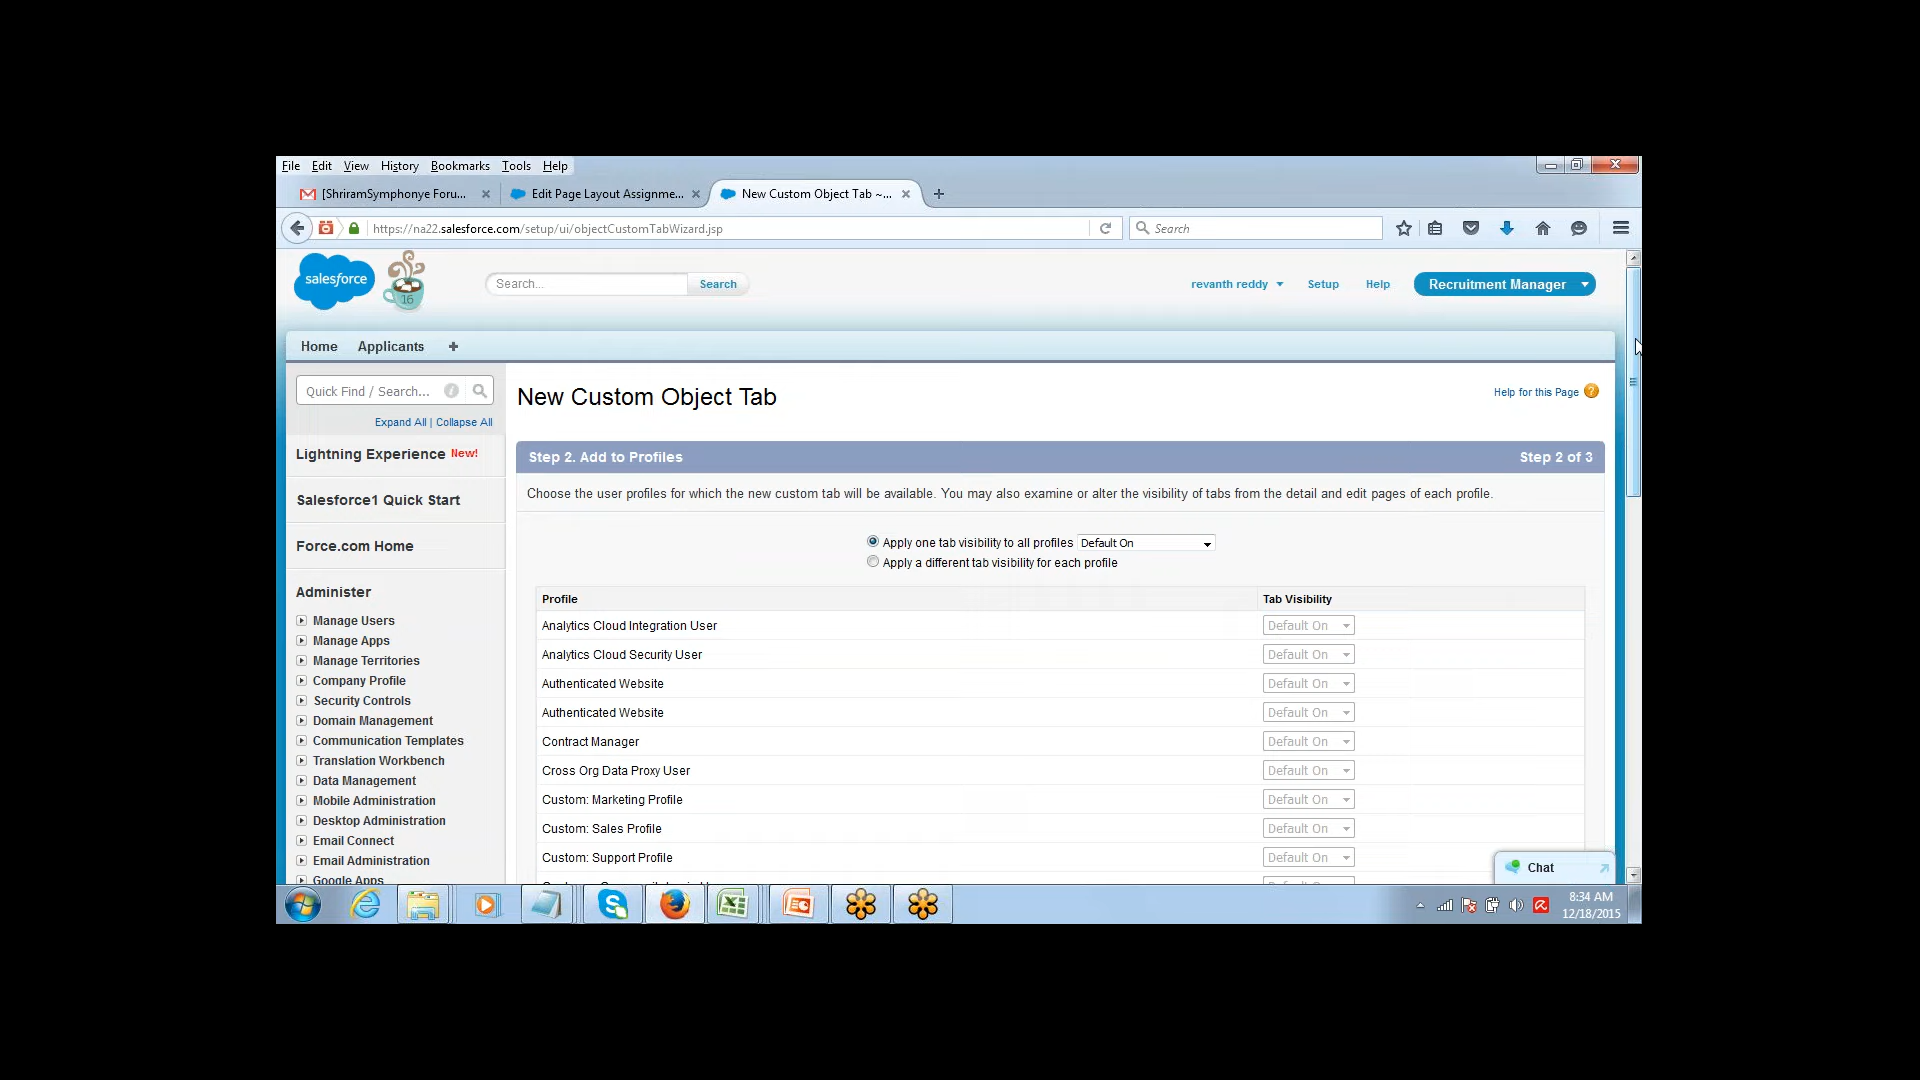 File Edit View History Bookmarks Tools Help
[ShriramSymphonye Foru...
Edit Page Layout Assignme...
New Custom Object Tab ~...
https://na22.salesforce.com/setup/ui/objectCustomTabWizard.jsp
Search
salesforce
16
Search...
Search
revanth reddy
Setup
Help
Recruitment Manager
Home
Applicants
+
Quick Find / Search...
Expand All | Collapse All
New Custom Object Tab
Help for this Page
Lightning Experience New!
Salesforce1 Quick Start
Force.com Home
Administer
Manage Users
Manage Apps
Manage Territories
Company Profile
Security Controls
Domain Management
Communication Templates
Translation Workbench
Data Management
Mobile Administration
Desktop Administration
Email Connect
Email Administration
Google Apps
Step 2. Add to Profiles
Step 2 of 3
Choose the user profiles for which the new custom tab will be available. You may also examine or alter the visibility of tabs from the detail and edit pages of each profile.
Apply one tab visibility to all profiles Default On
Apply a different tab visibility for each profile
Profile Tab Visibility
Analytics Cloud Integration User Default On
Analytics Cloud Security User Default On
Authenticated Website Default On
Authenticated Website Default On
Contract Manager Default On
Cross Org Data Proxy User Default On
Custom: Marketing Profile Default On
Custom: Sales Profile Default On
Custom: Support Profile Default On
Chat
8:34 AM
12/18/2015